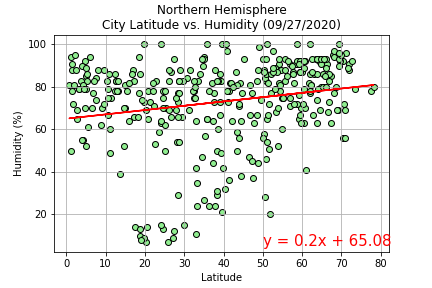 Northern Hemisphere
City Latitude vs. Humidity (09/27/2020)
100
80
60
40
20
Humidity (%)
y = 0.2x + 65.08
0 10 20 30 40 50 60 70 80
Latitude